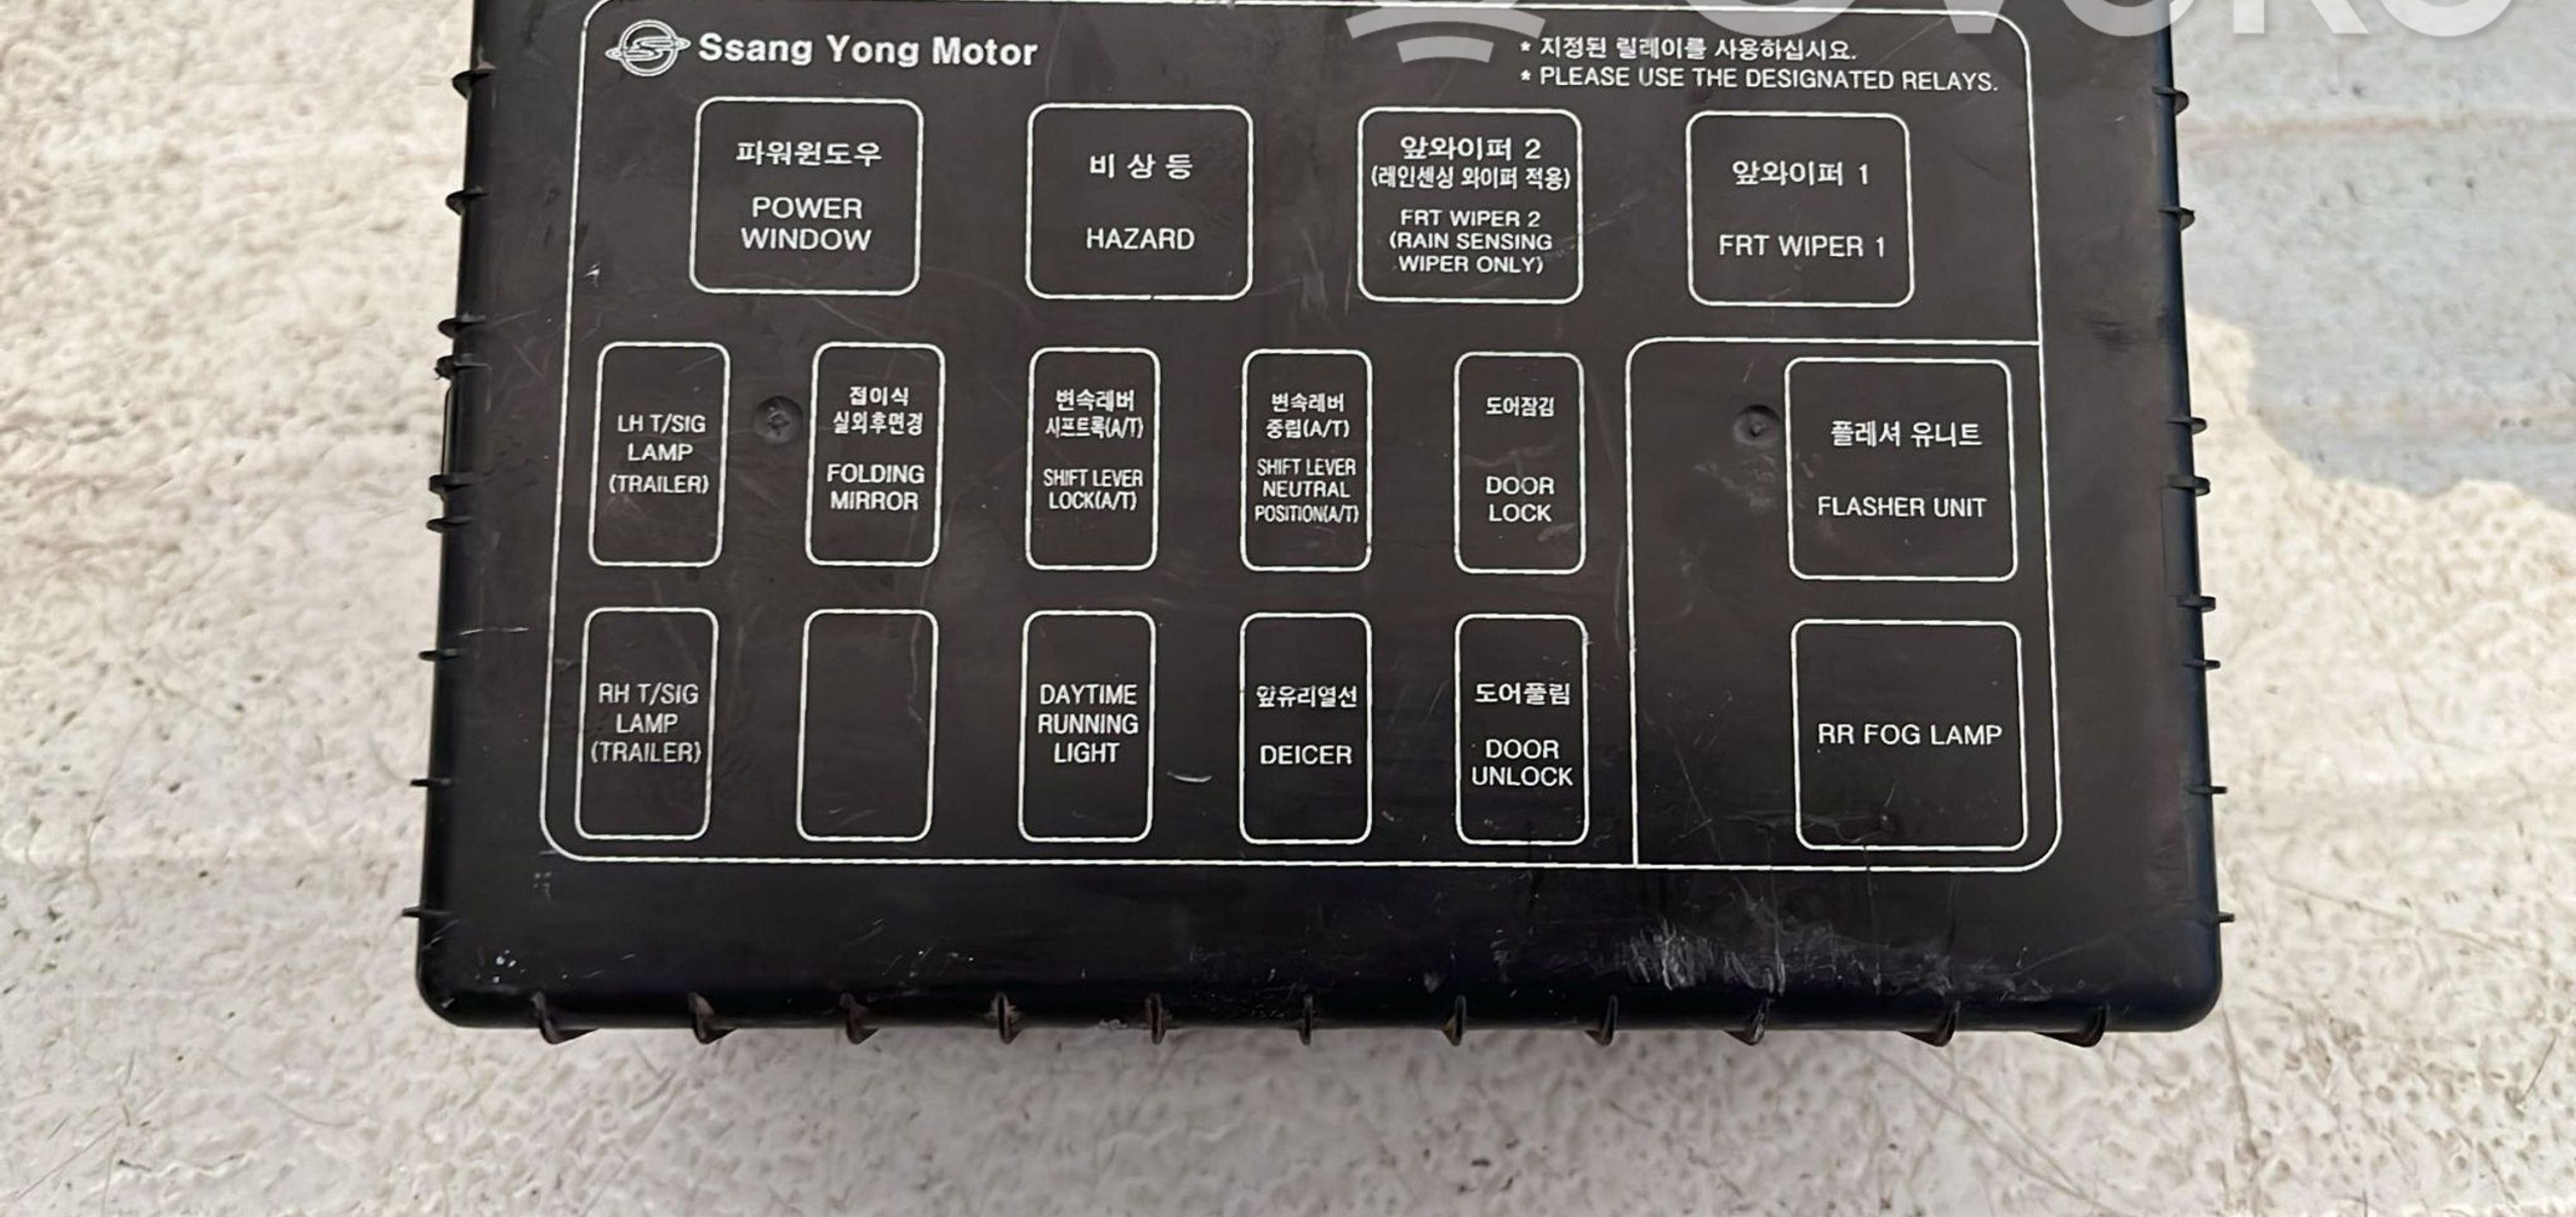 Ssang Yong Motor
* 지정된 릴레이를 사용하십시요.
* PLEASE USE THE DESIGNATED RELAYS.
파워윈도우
POWER
WINDOW
비 상 등
HAZARD
앞와이퍼 2
(레인센싱 와이퍼 적용)
FRT WIPER 2
(RAIN SENSING
WIPER ONLY)
앞와이퍼 1
FRT WIPER 1
LH T/SIG
LAMP
(TRAILER)
접이식
실외후면경
FOLDING
MIRROR
변속레버
시프트록(A/T)
SHIFT LEVER
LOCK(A/T)
변속레버
중립(A/T)
SHIFT LEVER
NEUTRAL
POSITION(A/T)
도어잠김
DOOR
LOCK
플레셔 유니트
FLASHER UNIT
RH T/SIG
LAMP
(TRAILER)
DAYTIME
RUNNING
LIGHT
앞유리열선
DEICER
도어풀림
DOOR
UNLOCK
RR FOG LAMP